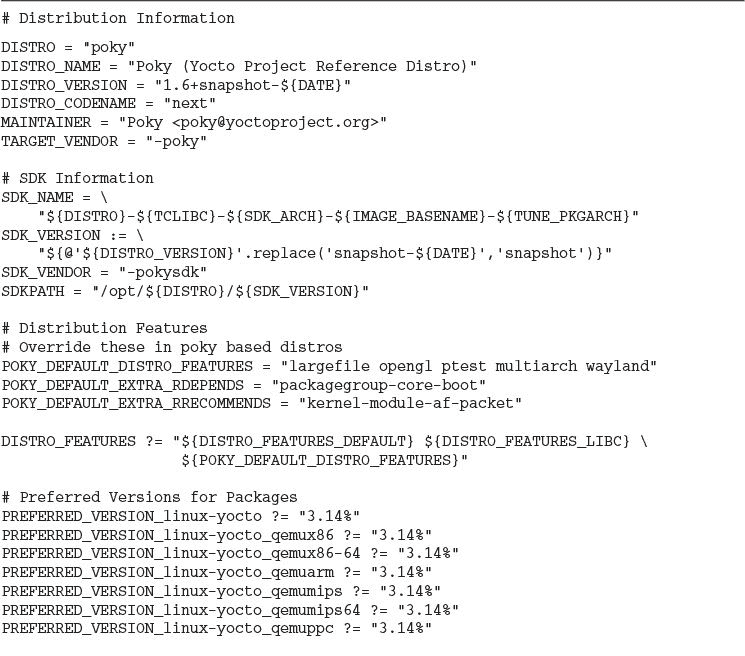 # Distribution Information
DISTRO = "poky"
DISTRO_NAME = "Poky (Yocto Project Reference Distro)"
DISTRO_VERSION = "1.6+snapshot-${DATE}"
DISTRO_CODENAME = "next"
MAINTAINER = "Poky <poky@yoctoproject.org>"
TARGET_VENDOR = "-poky"
# SDK Information
SDK_NAME = \
"${DISTRO}-${TCLIBC}-${SDK_ARCH}-${IMAGE_BASENAME}-${TUNE_PKGARCH}"
SDK_VERSION := \
"${@'${DISTRO_VERSION}'.replace('snapshot-${DATE}','snapshot')}"
SDK_VENDOR = "-pokysdk"
SDKPATH = "/opt/${DISTRO}/${SDK_VERSION}"
# Distribution Features
# Override these in poky based distros
POKY_DEFAULT_DISTRO_FEATURES = "largefile opengl ptest multiarch wayland"
POKY_DEFAULT_EXTRA_RDEPENDS = "packagegroup-core-boot"
POKY_DEFAULT_EXTRA_RRECOMMENDS = "kernel-module-af-packet"
DISTRO_FEATURES ?= "${DISTRO_FEATURES_DEFAULT} ${DISTRO_FEATURES_LIBC} \
${POKY_DEFAULT_DISTRO_FEATURES}"
# Preferred Versions for Packages
PREFERRED_VERSION_linux-yocto ?= "3.14%"
PREFERRED_VERSION_linux-yocto_qemux86 ?= "3.14%"
PREFERRED_VERSION_linux-yocto_qemux86-64 ?= "3.14%"
PREFERRED_VERSION_linux-yocto_qemuarm ?= "3.14%"
PREFERRED_VERSION_linux-yocto_qemumips ?= "3.14%"
PREFERRED_VERSION_linux-yocto_qemumips64 ?= "3.14%"
PREFERRED_VERSION_linux-yocto_qemuppc ?= "3.14%"